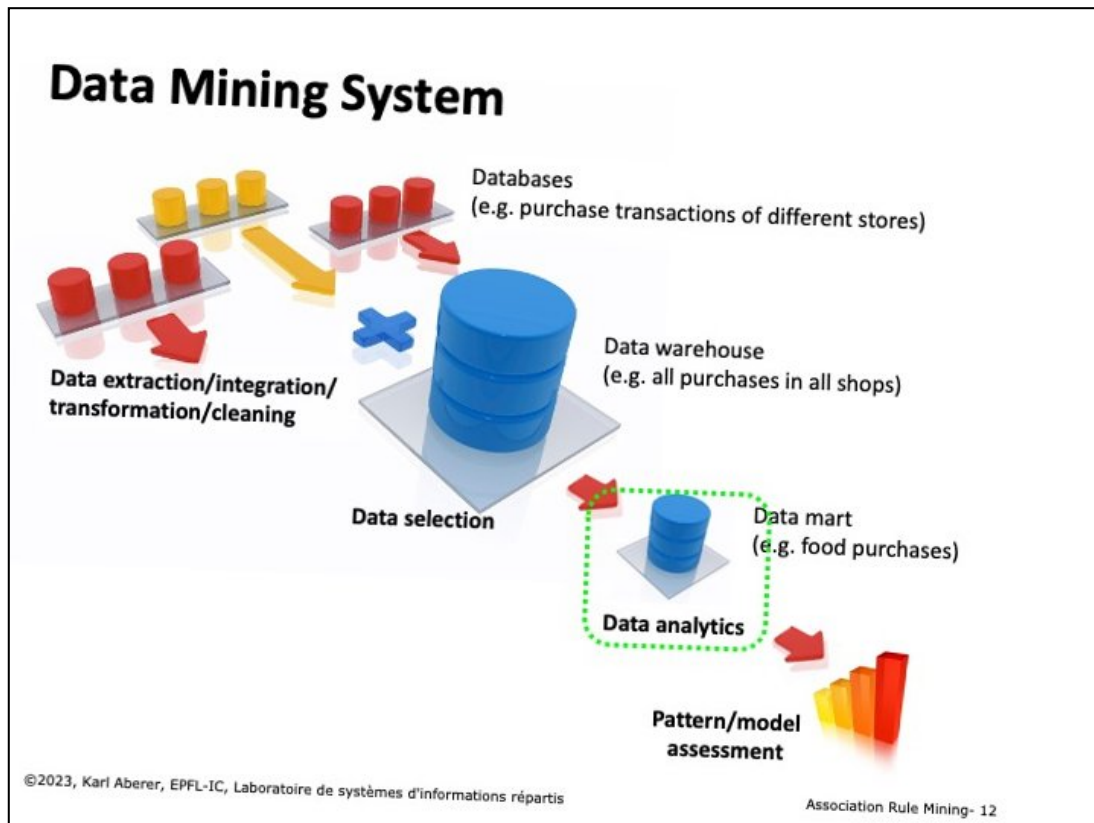 Data Mining System
Databases
(e.g. purchase transactions of different stores)
Data warehouse
(e.g. all purchases in all shops)
Data extraction/integration/
transformation/cleaning
Data selection
Data mart
(e.g. food purchases)
Data analytics
Pattern/model
assessment
©2023, Karl Aberer, EPFL-IC, Laboratoire de systèmes d'informations répartis
Association Rule Mining- 12